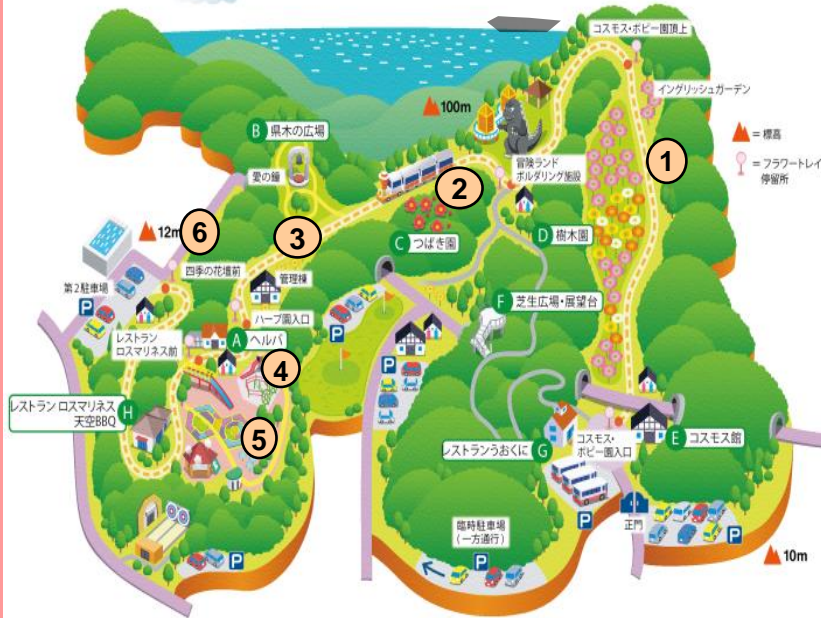 コスモス・ポピー園頂上
イングリッシュガーデン
100m
B 県木の広場
愛の鐘
1
= 標高
= フラワートレイン
停留所
冒険ランド
ボルダリング施設
2
12m
6
3
C つばき園
D 樹木園
四季の花壇前
管理棟
第2駐車場
P
ハーブ園入口
P
F 芝生広場・展望台
レストラン
ロスマリネス前
A ヘルバ
4
P
レストラン ロスマリネス
天空BBQ
H
5
レストランうおくに
G
コスモス・
ポピー園入口
E コスモス館
臨時駐車場
(一方通行)
P
P
正門
P
P
10m